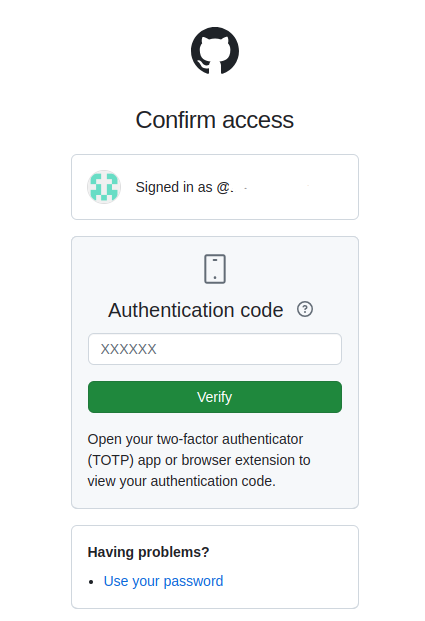 Confirm access
Signed in as @.
Authentication code
XXXXXX
Verify
Open your two-factor authenticator
(TOTP) app or browser extension to
view your authentication code.
Having problems?
Use your password